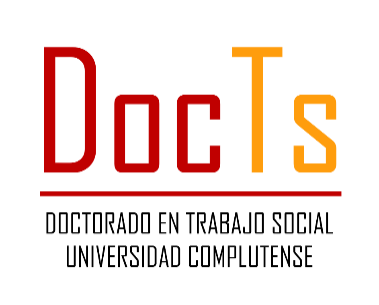 DocTs
DOCTORADO EN TRABAJO SOCIAL
UNIVERSIDAD COMPLUTENSE